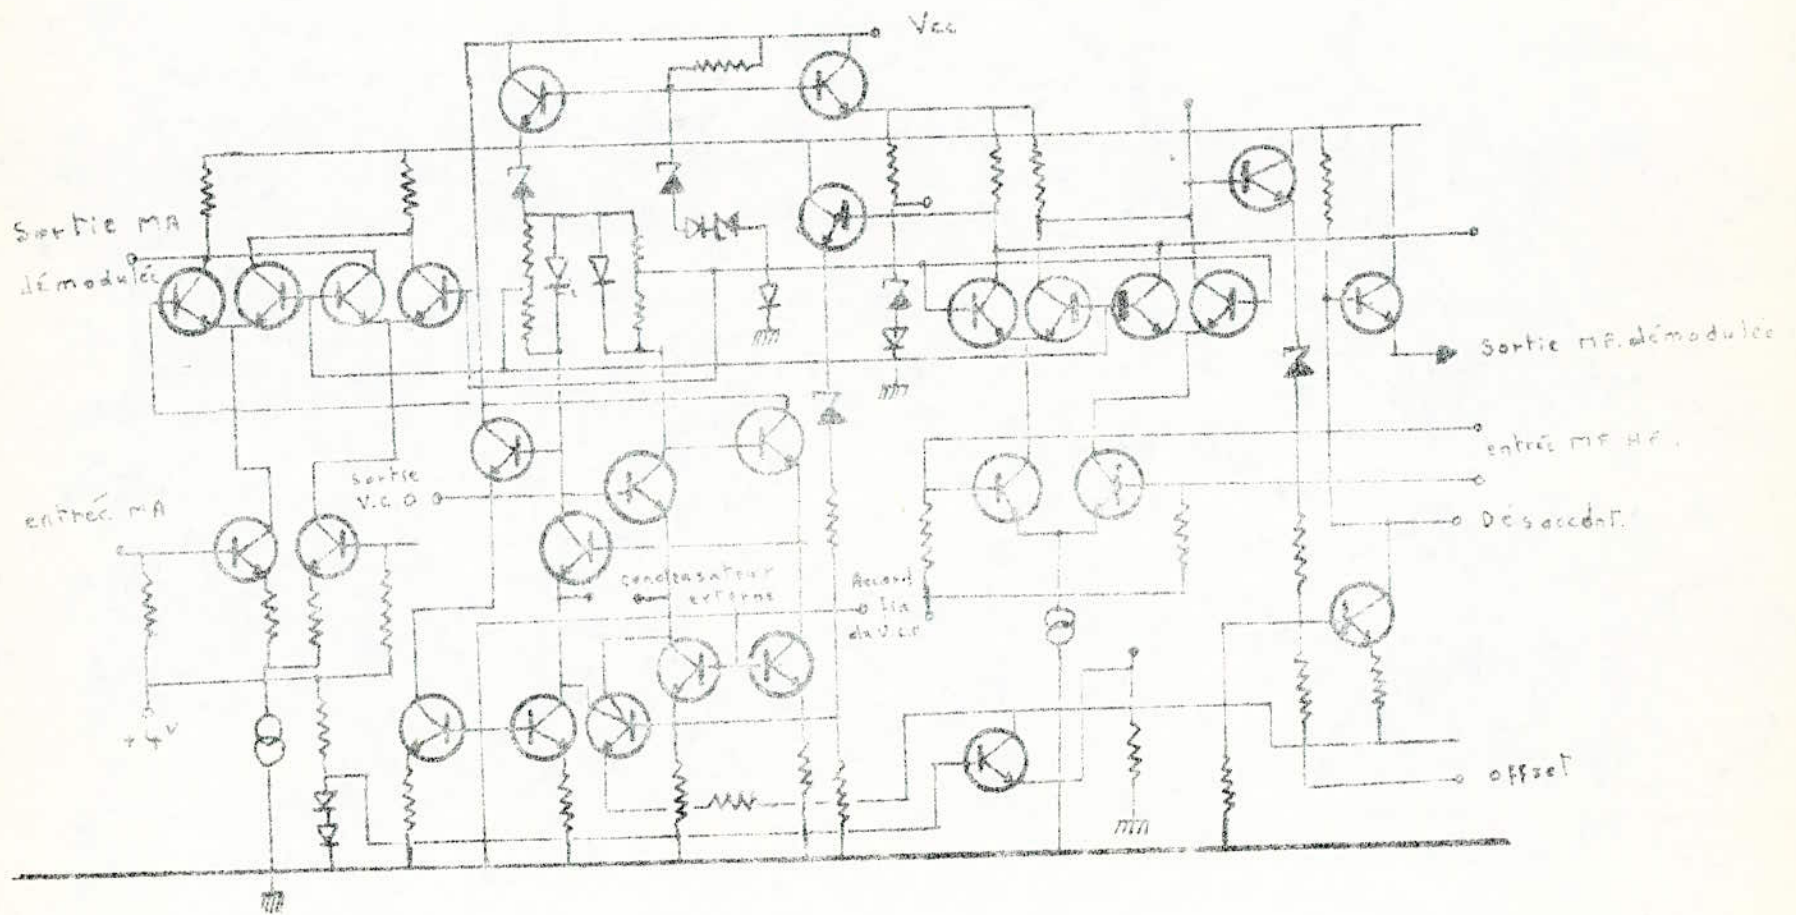 Vcc
Sortie MA
démodulée
Sortie MF. démodulée
entrée MF HF.
Sortie
V.C.O
entrée MA
Désaccord.
condensateur
externe
Accord
fin
du V.C.O
+4V
offset